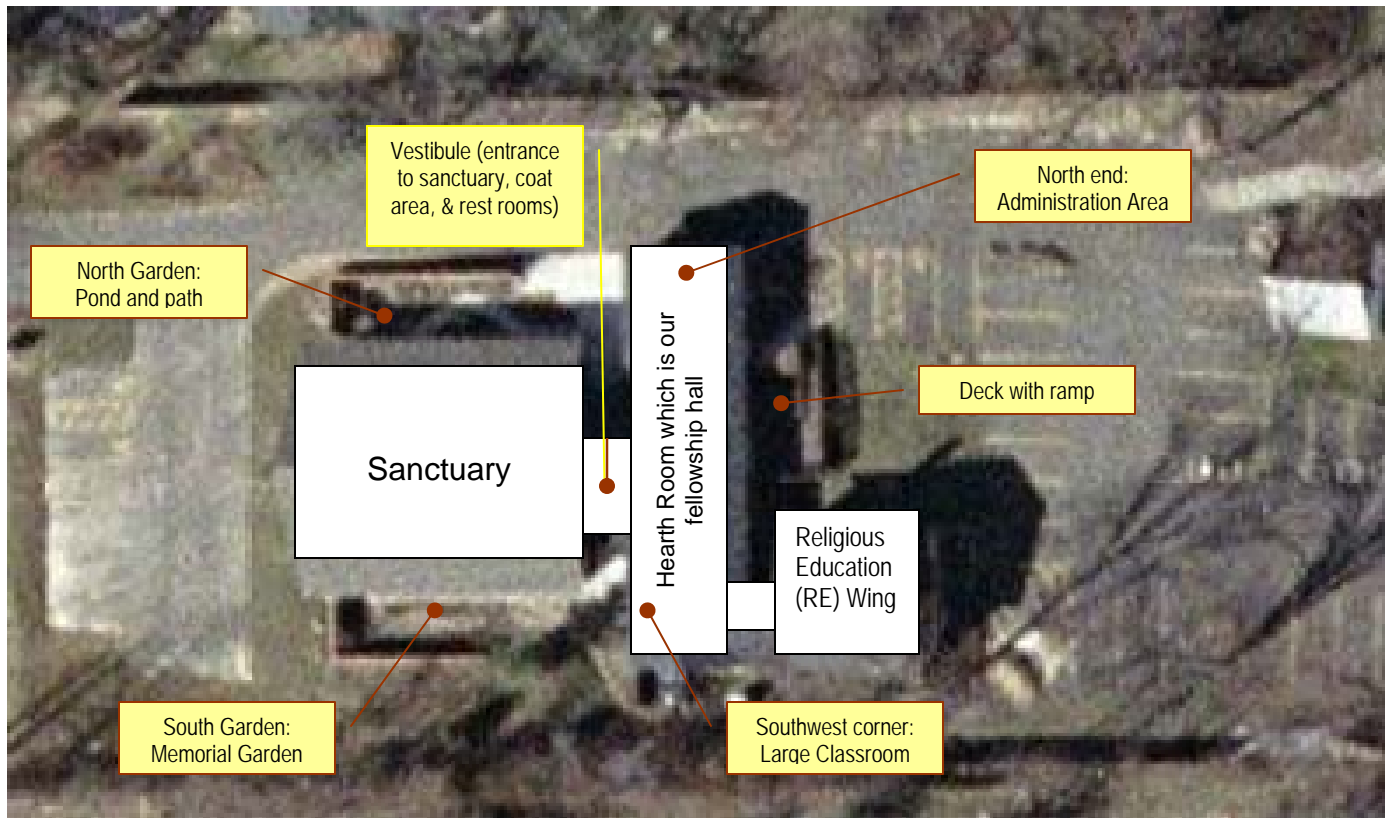 Vestibule (entrance
to sanctuary, coat
area, & rest rooms)
North end:
Administration Area
North Garden:
Pond and path
Deck with ramp
Sanctuary
Hearth Room which is our
fellowship hall
Religious
Education
(RE) Wing
South Garden:
Memorial Garden
Southwest corner:
Large Classroom